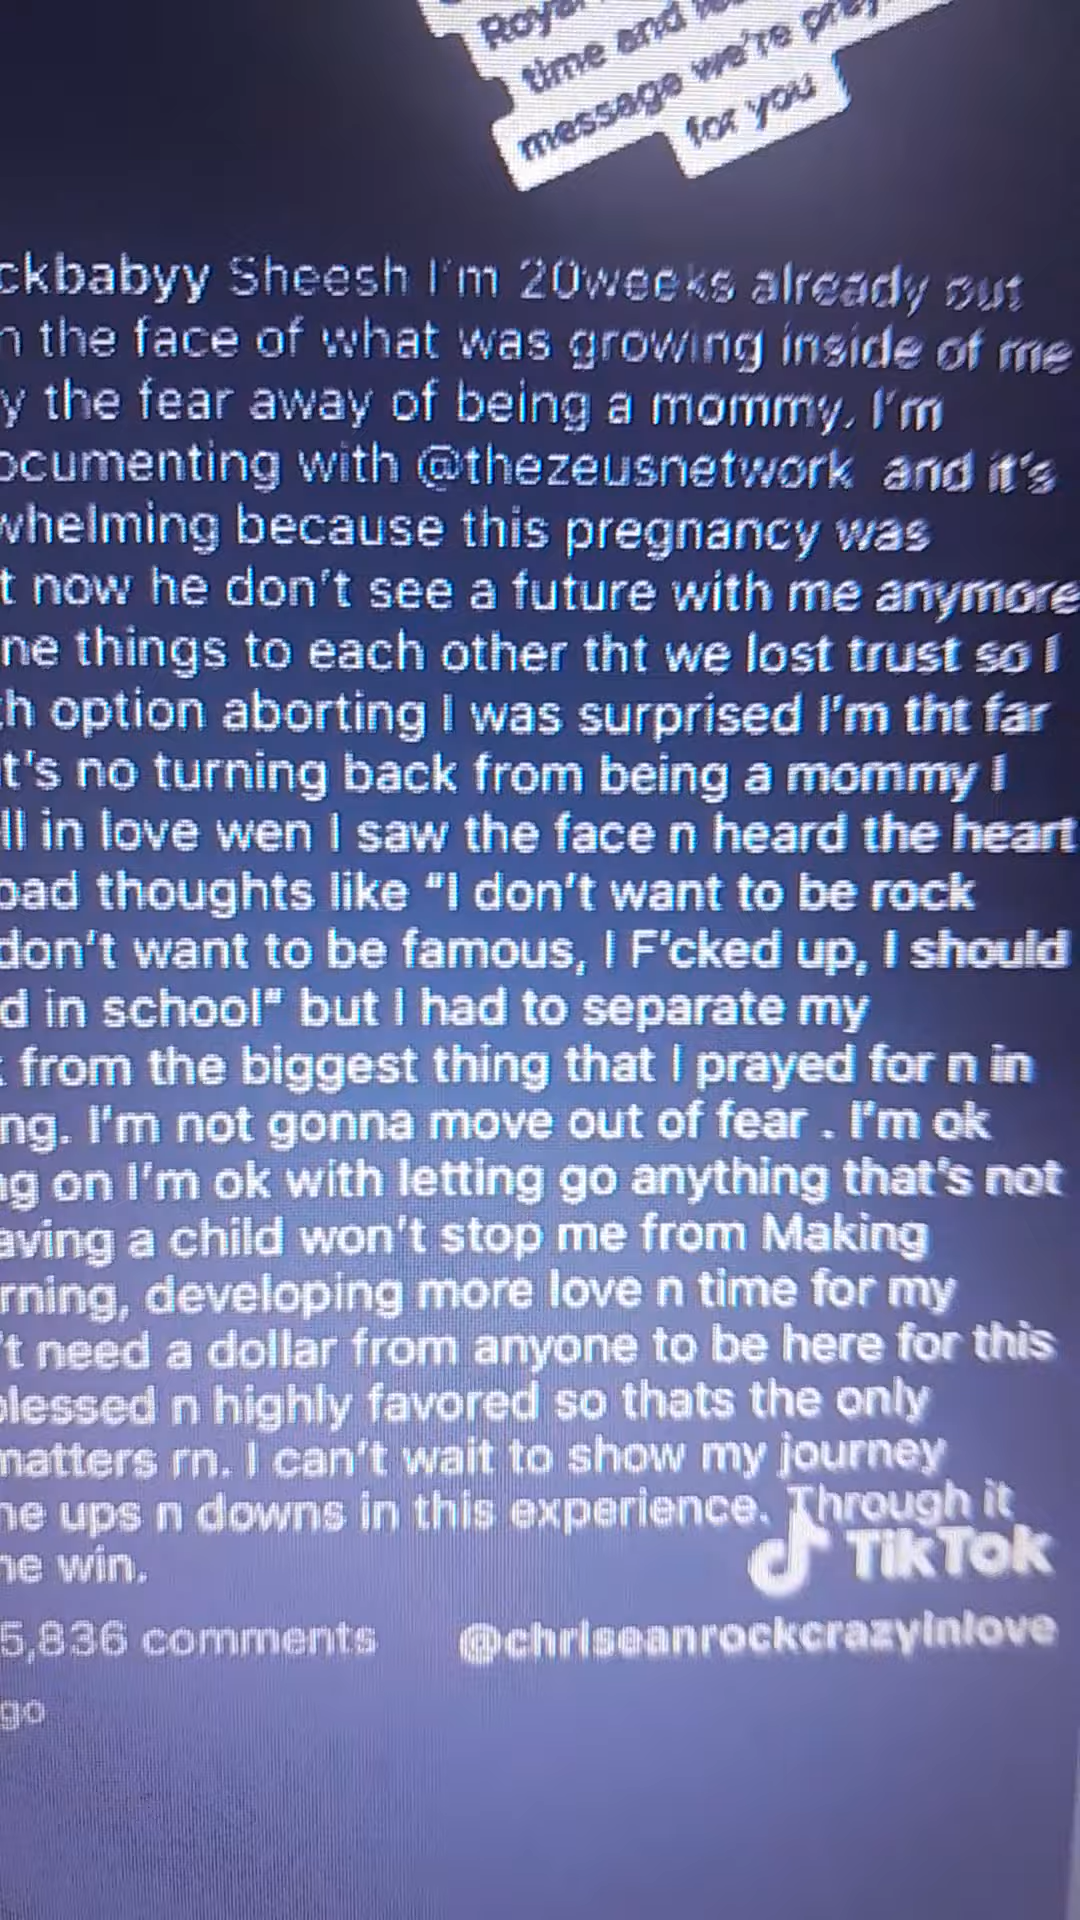 time and
message we're
for you
ckbabyy Sheesh I'm 20weeks already out
n the face of what was growing inside of me
y the fear away of being a mommy. I'm
ocumenting with @thezeusnetwork and it's
whelming because this pregnancy was
t now he don't see a future with me anymore
ne things to each other tht we lost trust so I
h option aborting I was surprised I'm tht far
t's no turning back from being a mommy I
ll in love wen I saw the face n heard the heart
bad thoughts like "I don't want to be rock
don't want to be famous, I F'cked up, I should
d in school" but I had to separate my
from the biggest thing that I prayed for n in
ng. I'm not gonna move out of fear . I'm ok
g on I'm ok with letting go anything that's not
aving a child won't stop me from Making
rning, developing more love n time for my
't need a dollar from anyone to be here for this
blessed n highly favored so thats the only
matters rn. I can't wait to show my journey
he ups n downs in this experience. Through it
ne win.
TikTok
5,836 comments
@chriseanrockcrazyinlove
go